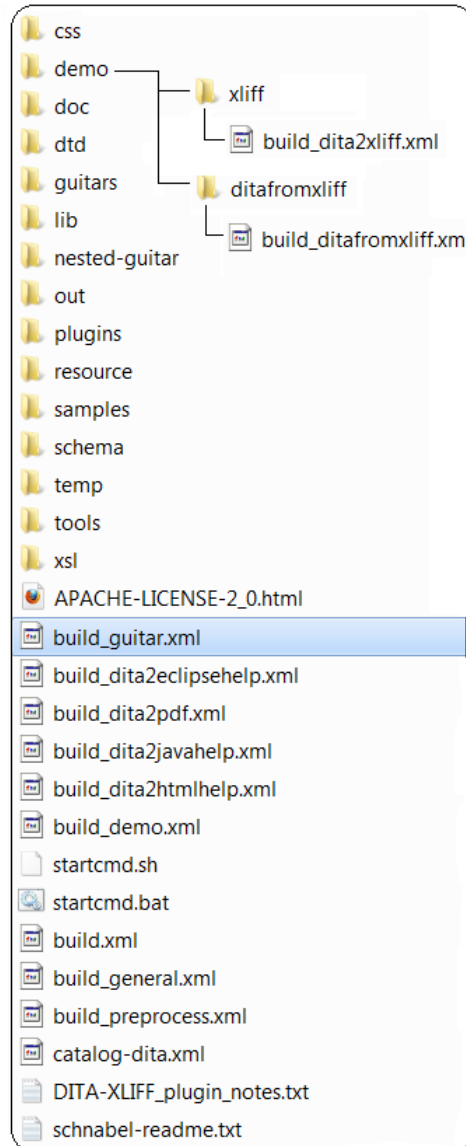 css
demo
xliff
doc
build_dita2xliff.xml
dtd
guitars
ditafromxliff
lib
build_ditafromxliff.xm
nested-guitar
out
plugins
resource
samples
schema
temp
tools
xsl
APACHE-LICENSE-2_0.html
build_guitar.xml
build_dita2eclipsehelp.xml
build_dita2pdf.xml
build_dita2javahelp.xml
build_dita2htmlhelp.xml
build_demo.xml
startcmd.sh
startcmd.bat
build.xml
build_general.xml
build_preprocess.xml
catalog-dita.xml
DITA-XLIFF_plugin_notes.txt
schnabel-readme.txt